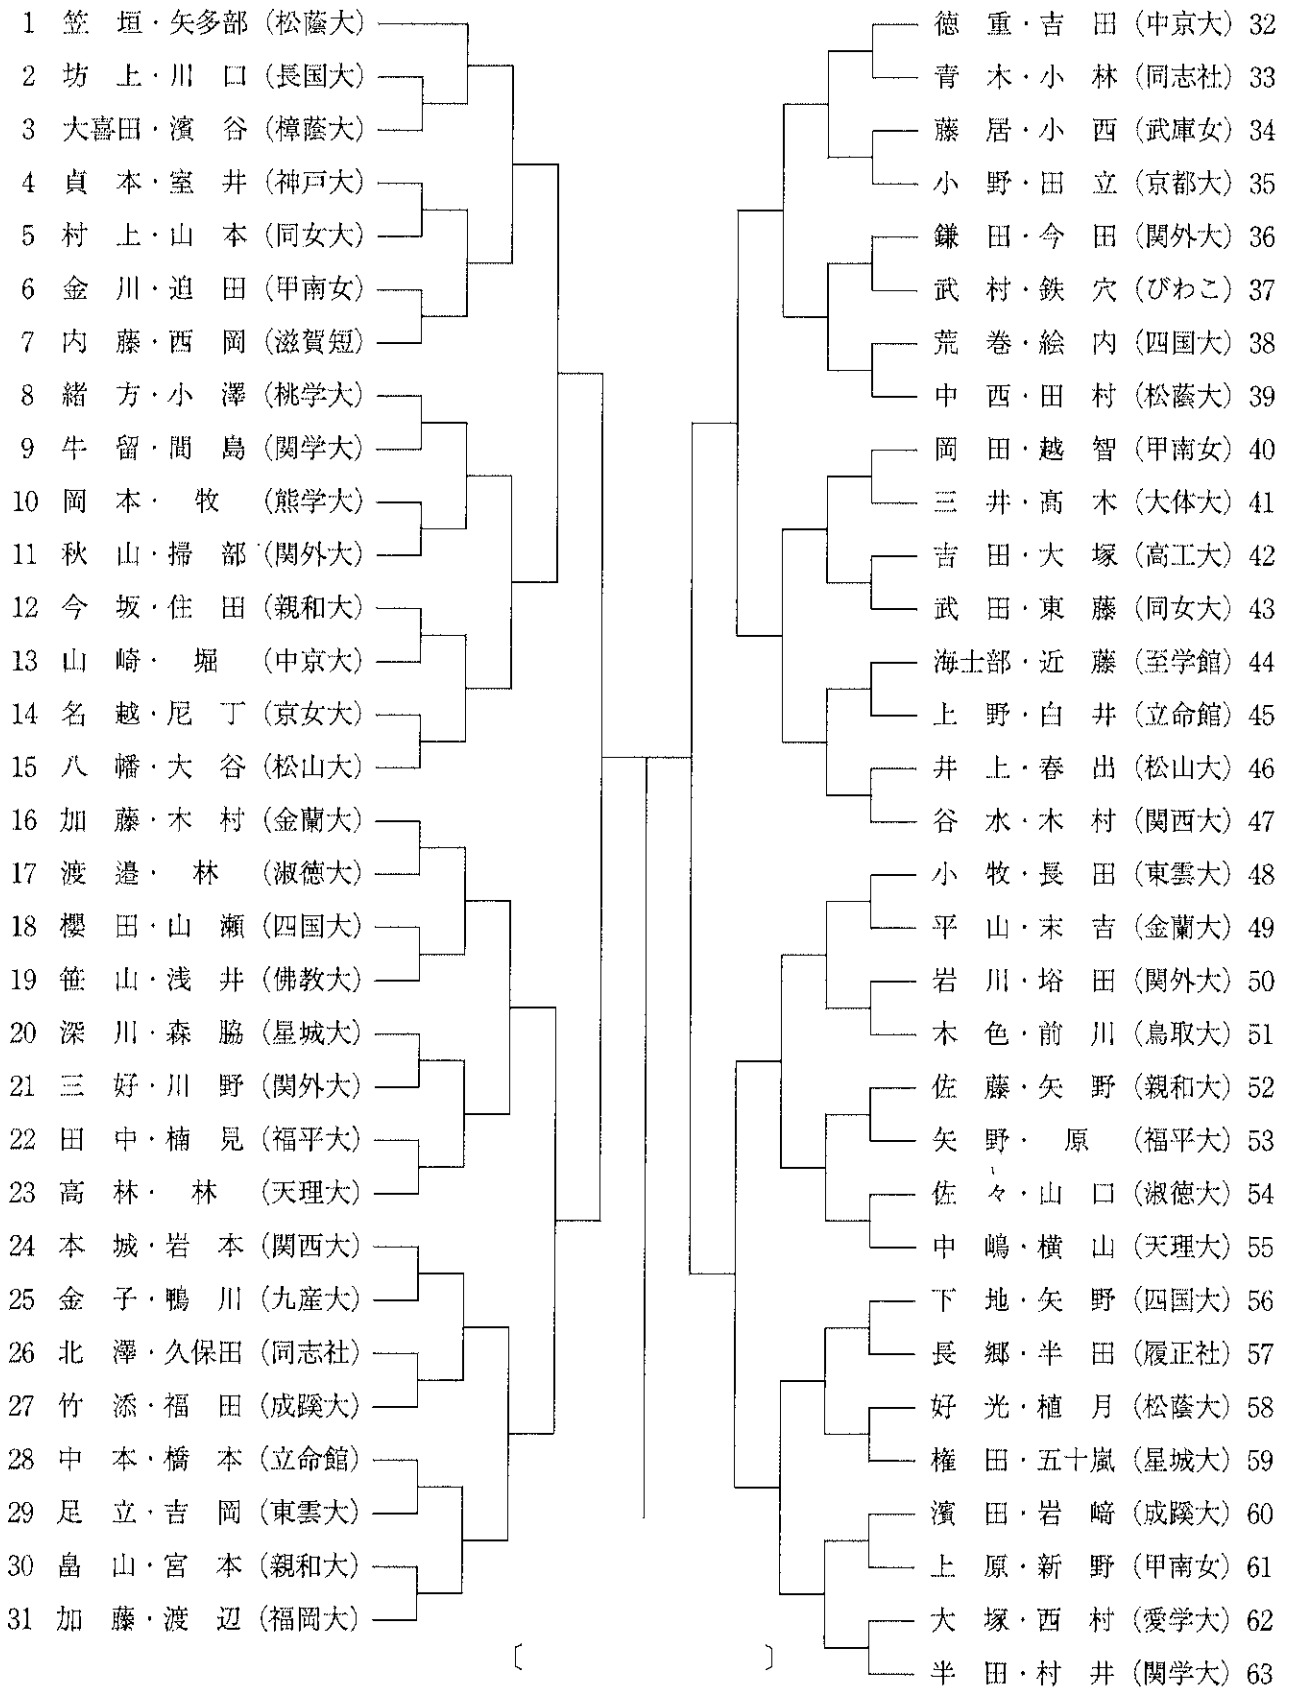 1 笠垣・矢多部 (松蔭大)
2 坊上・川口 (長国大)
3 大喜田・濱谷 (樟蔭大)
4 貞本・室井 (神戸大)
5 村上・山本 (同女大)
6 金川・迫田 (甲南女)
7 内藤・西岡 (滋賀短)
8 緒方・小澤 (桃学大)
9 牛留・間島 (関学大)
10 岡本・牧 (熊学大)
11 秋山・掃部 (関外大)
12 今坂・住田 (親和大)
13 山崎・堀 (中京大)
14 名越・尼丁 (京女大)
15 八幡・大谷 (松山大)
16 加藤・木村 (金蘭大)
17 渡邉・林 (淑徳大)
18 櫻田・山瀬 (四国大)
19 笹山・浅井 (佛教大)
20 深川・森脇 (星城大)
21 三好・川野 (関外大)
22 田中・楠見 (福平大)
23 高林・林 (天理大)
24 本城・岩本 (関西大)
25 金子・鴨川 (九産大)
26 北澤・久保田 (同志社)
27 竹添・福田 (成蹊大)
28 中本・橋本 (立命館)
29 足立・吉岡 (東雲大)
30 畠山・宮本 (親和大)
31 加藤・渡辺 (福岡大)
徳重・吉田 (中京大) 32
青木・小林 (同志社) 33
藤居・小西 (武庫女) 34
小野・田立 (京都大) 35
鎌田・今田 (関外大) 36
武村・鉄穴 (びわこ) 37
荒巻・絵内 (四国大) 38
中西・田村 (松蔭大) 39
岡田・越智 (甲南女) 40
三井・髙木 (大体大) 41
吉田・大塚 (高工大) 42
武田・東藤 (同女大) 43
海士部・近藤 (至学館) 44
上野・白井 (立命館) 45
井上・春出 (松山大) 46
谷水・木村 (関西大) 47
小牧・長田 (東雲大) 48
平山・末吉 (金蘭大) 49
岩川・塔田 (関外大) 50
木色・前川 (鳥取大) 51
佐藤・矢野 (親和大) 52
矢野・原 (福平大) 53
佐々・山口 (淑徳大) 54
中嶋・横山 (天理大) 55
下地・矢野 (四国大) 56
長郷・半田 (履正社) 57
好光・植月 (松蔭大) 58
権田・五十嵐 (星城大) 59
濱田・岩﨑 (成蹊大) 60
上原・新野 (甲南女) 61
大塚・西村 (愛学大) 62
半田・村井 (関学大) 63
〔 〕